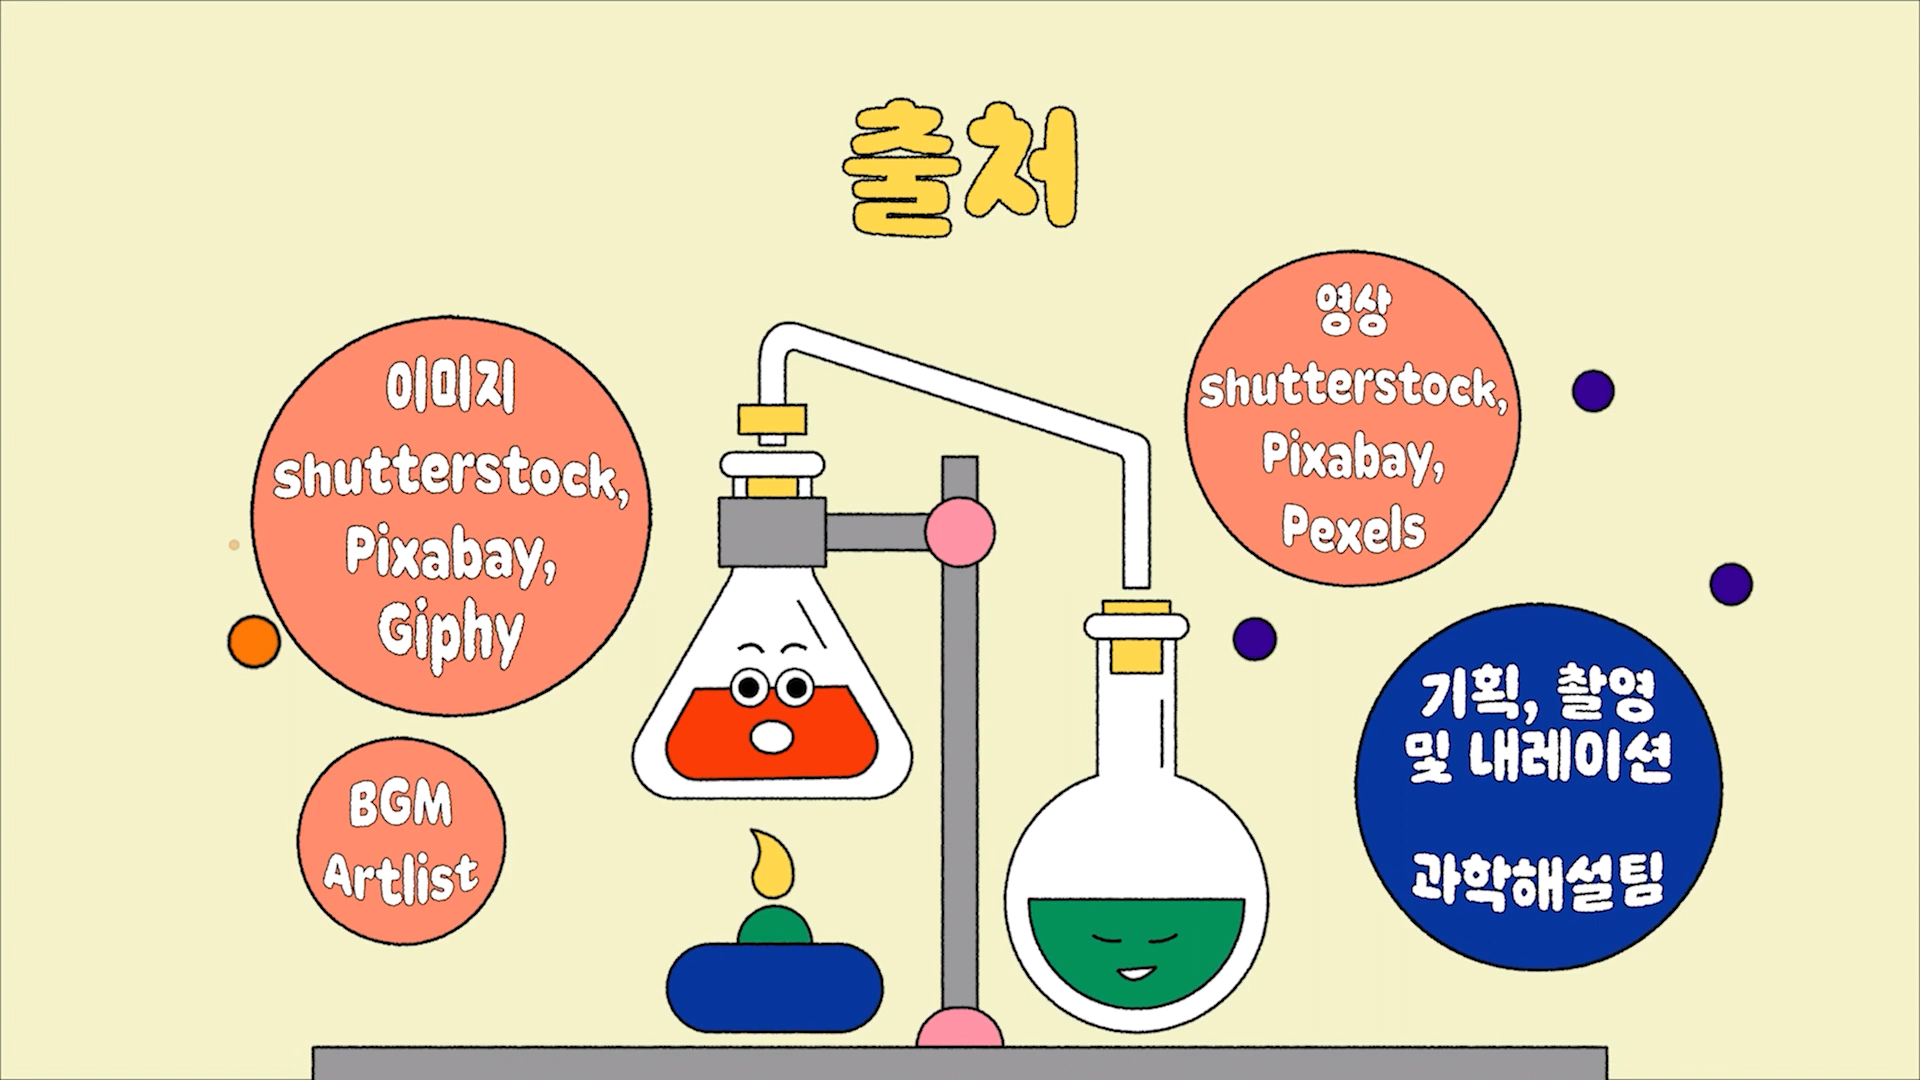 출처
이미지
shutterstock,
Pixabay,
Giphy
BGM
Artlist
영상
shutterstock,
Pixabay,
Pexels
기획, 촬영
및 내레이션
과학해설팀